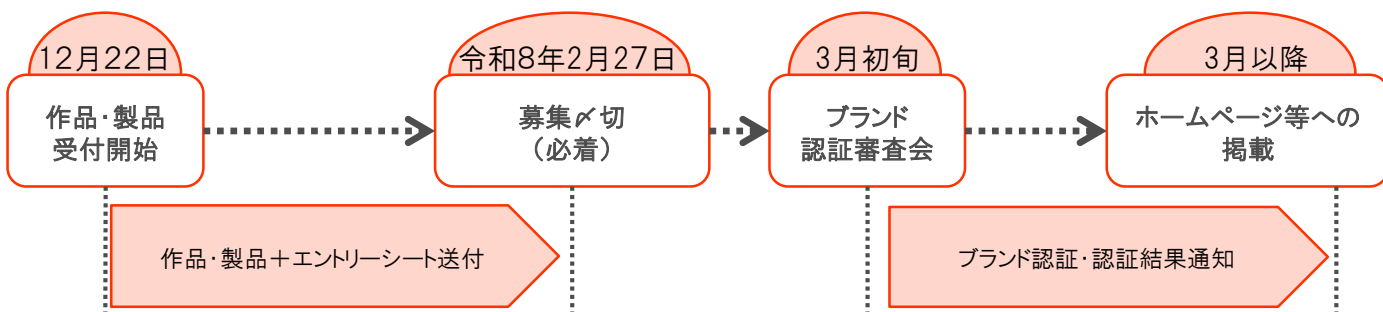 12月22日
作品・製品
受付開始
令和8年2月27日
募集〆切
（必着）
3月初旬
ブランド
認証審査会
3月以降
ホームページ等への
掲載
作品・製品＋エントリーシート送付
ブランド認証・認証結果通知